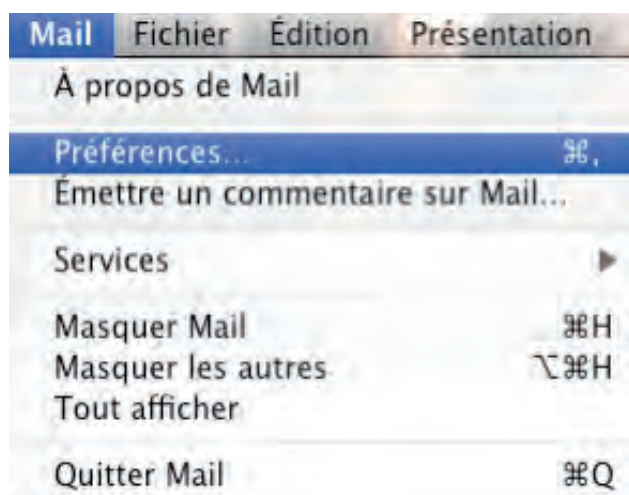 Mail Fichier Édition Présentation
À propos de Mail
Préférences... ⌘,
Émettre un commentaire sur Mail...
Services
Masquer Mail ⌘H
Masquer les autres ⌥⌘H
Tout afficher
Quitter Mail ⌘Q